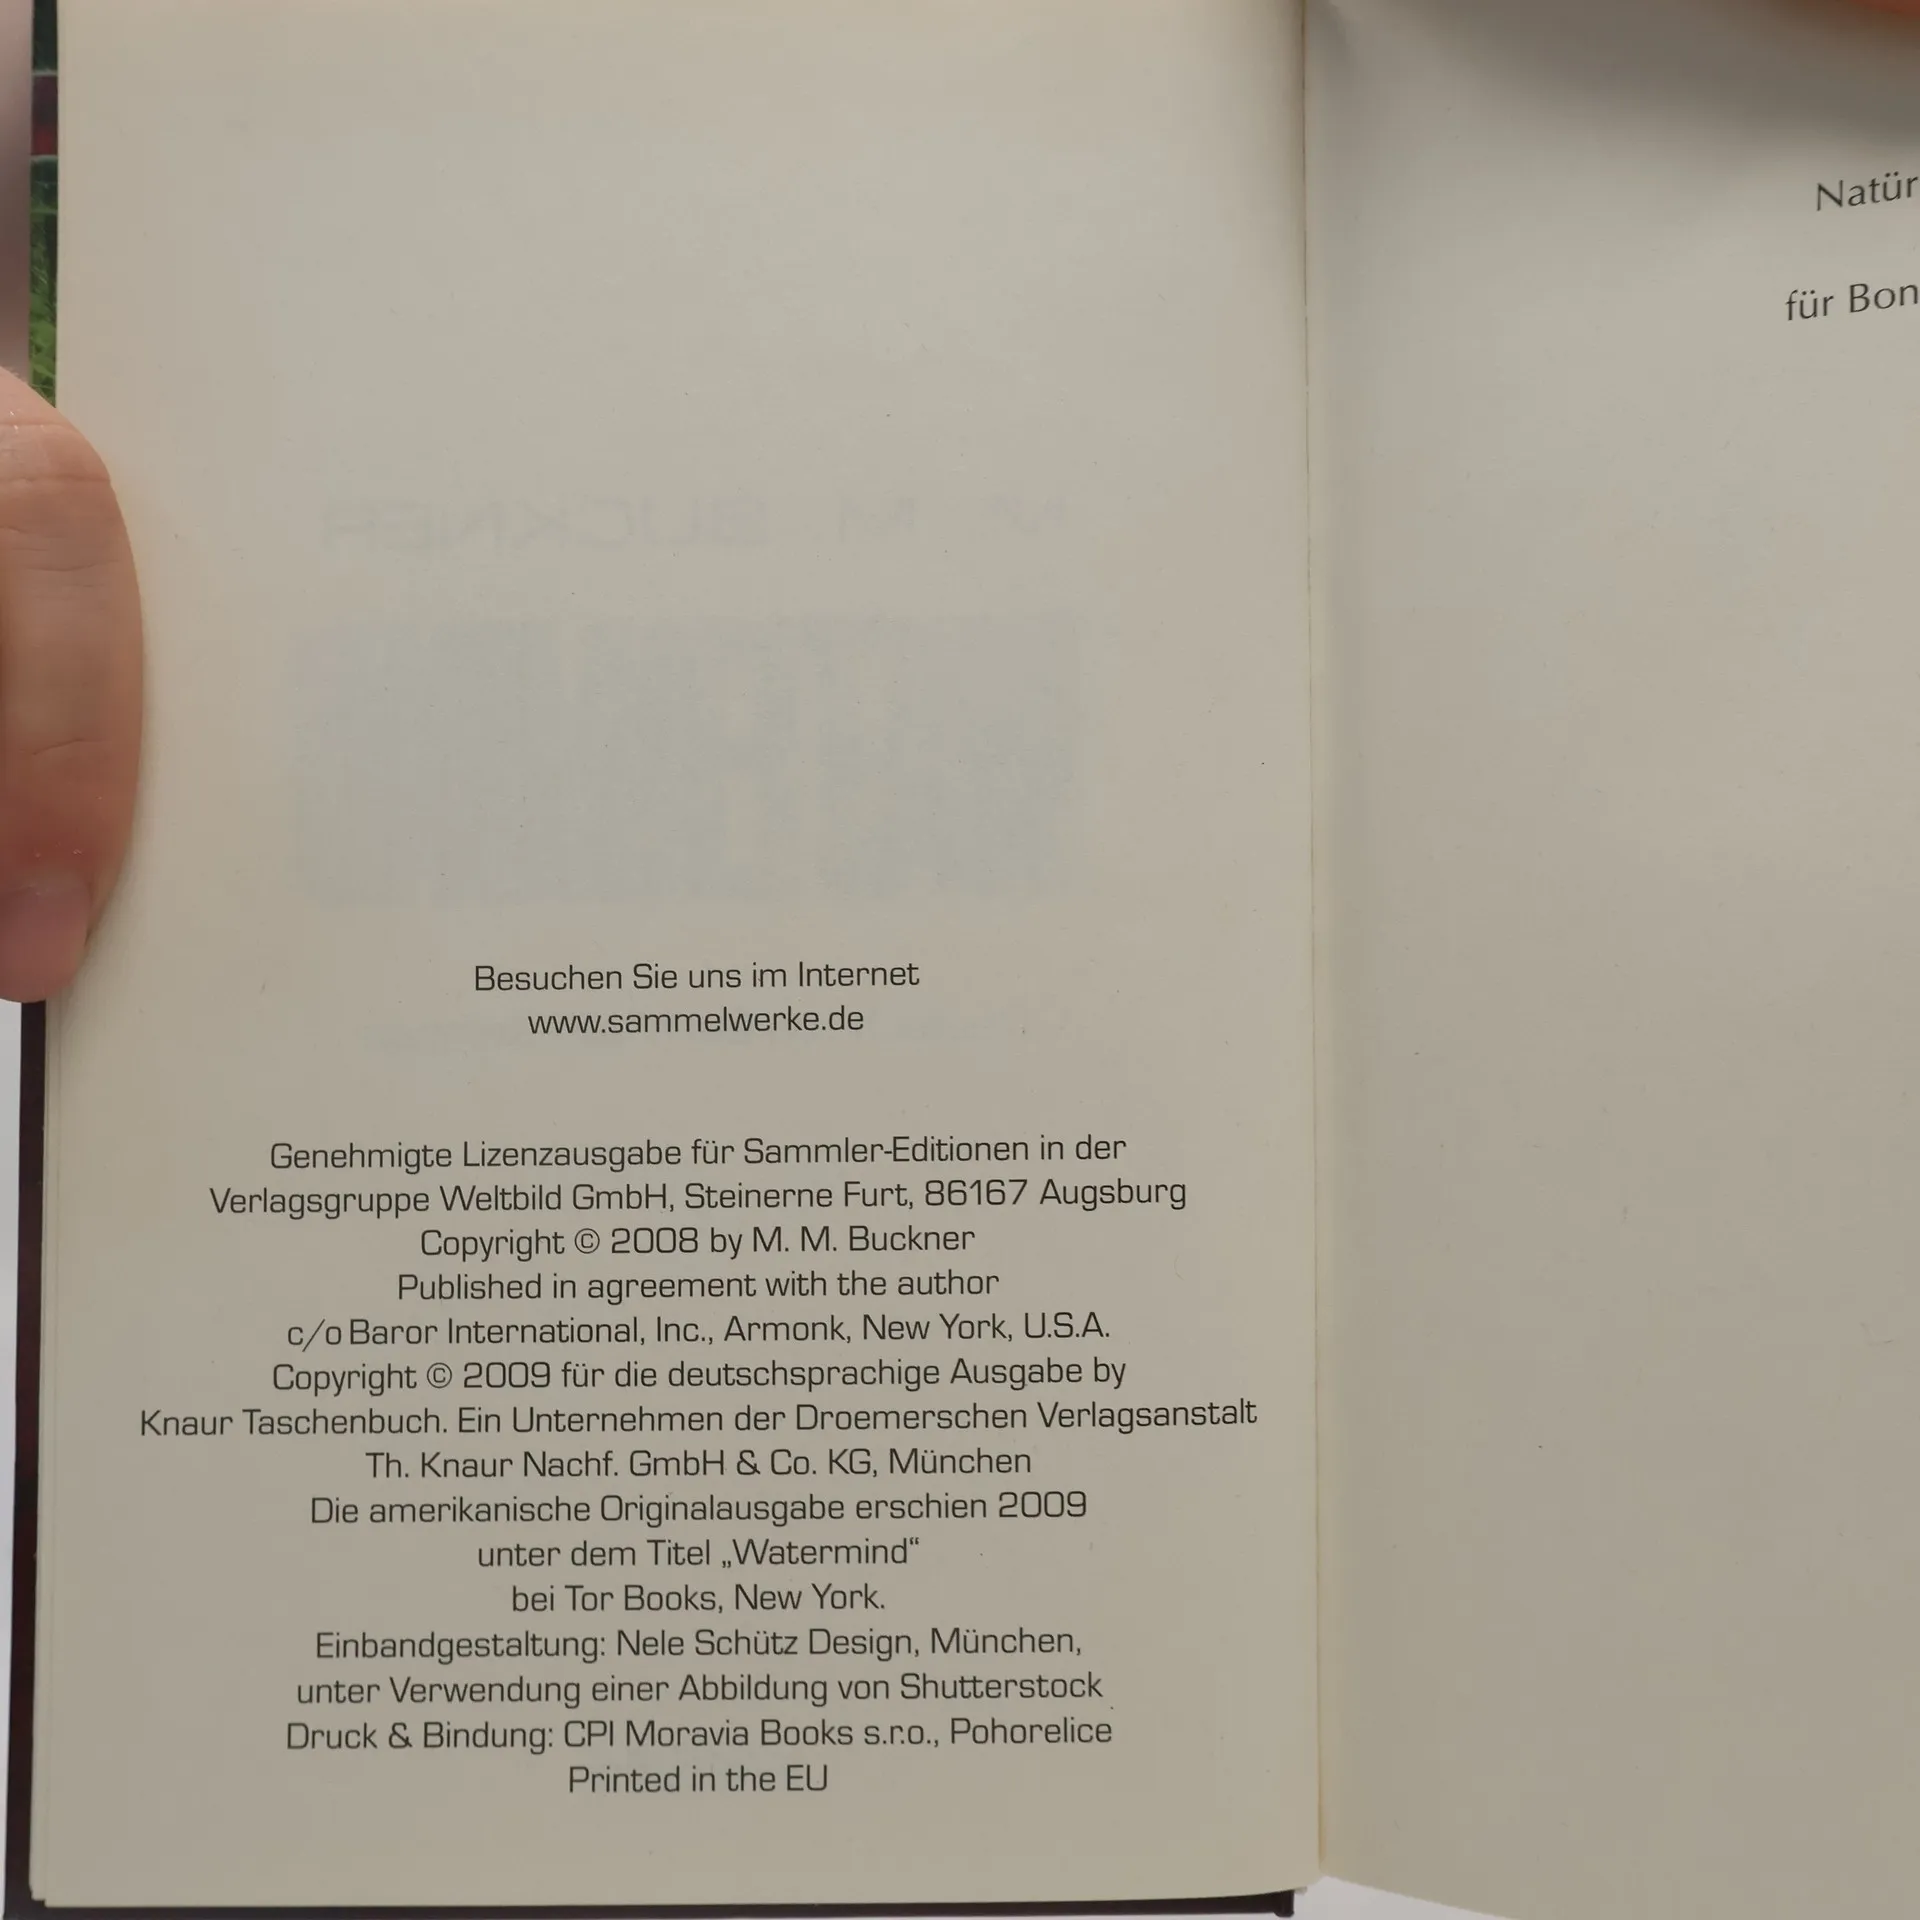 Besuchen Sie uns im Internet
www.sammelwerke.de
Genehmigte Lizenzausgabe für Sammler-Editionen in der
Verlagsgruppe Weltbild GmbH, Steinerne Furt, 86167 Augsburg
Copyright © 2008 by M. M. Buckner
Published in agreement with the author
c/o Baror International, Inc., Armonk, New York, U.S.A.
Copyright © 2009 für die deutschsprachige Ausgabe by
Knaur Taschenbuch. Ein Unternehmen der Droemerschen Verlagsanstalt
Th. Knaur Nachf. GmbH & Co. KG, München
Die amerikanische Originalausgabe erschien 2009
unter dem Titel „Watermind“
bei Tor Books, New York.
Einbandgestaltung: Nele Schütz Design, München,
unter Verwendung einer Abbildung von Shutterstock
Druck & Bindung: CPI Moravia Books s.r.o., Pohorelice
Printed in the EU
Natür
für Bon